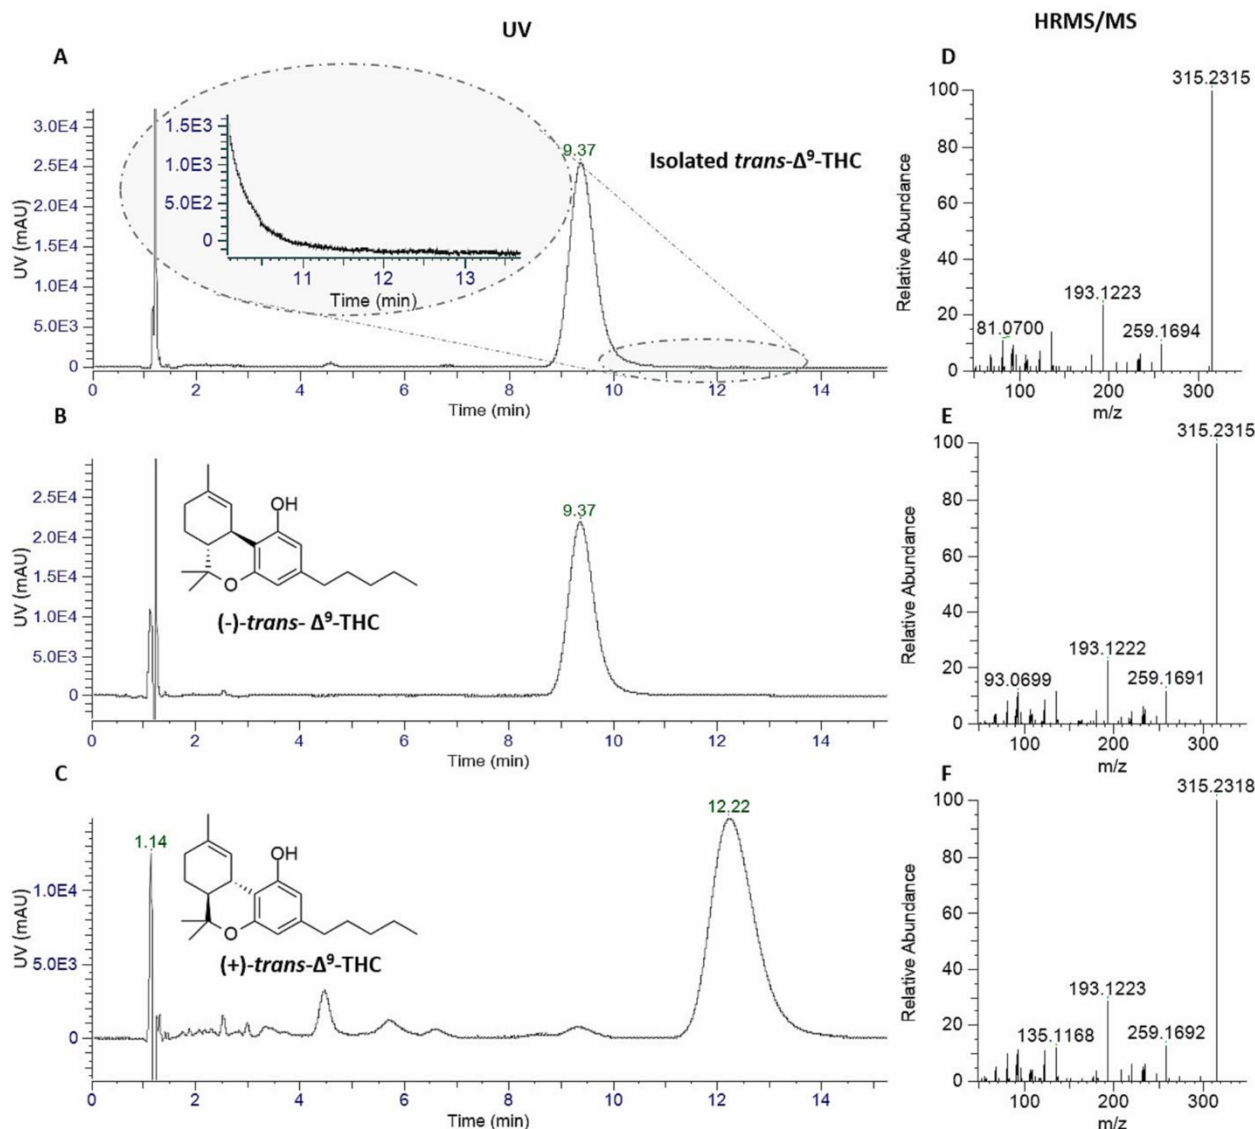 UV
HRMS/MS
A
3.0E4
2.5E4
2.0E4
1.5E4
1.0E4
5.0E3
0
UV (mAU)
1.5E3
1.0E3
5.0E2
0
11 12 13
Time (min)
9.37
Isolated trans-Δ⁹-THC
0 2 4 6 8 10 12 14
Time (min)
D
100
80
60
40
20
0
Relative Abundance
315.2315
193.1223
81.0700
259.1694
100 200 300
m/z
B
2.5E4
2.0E4
1.5E4
1.0E4
5.0E3
0
UV (mAU)
OH
O
(-)-trans- Δ⁹-THC
9.37
0 2 4 6 8 10 12 14
Time (min)
E
315.2315
100
80
60
40
20
0
Relative Abundance
193.1222
93.0699
259.1691
100 200 300
m/z
C
1.0E4
5.0E3
0
UV (mAU)
1.14
OH
O
(+)-trans-Δ⁹-THC
12.22
0 2 4 6 8 10 12 14
Time (min)
F
315.2318
100
80
60
40
20
0
Relative Abundance
193.1223
135.1168
259.1692
100 200 300
m/z